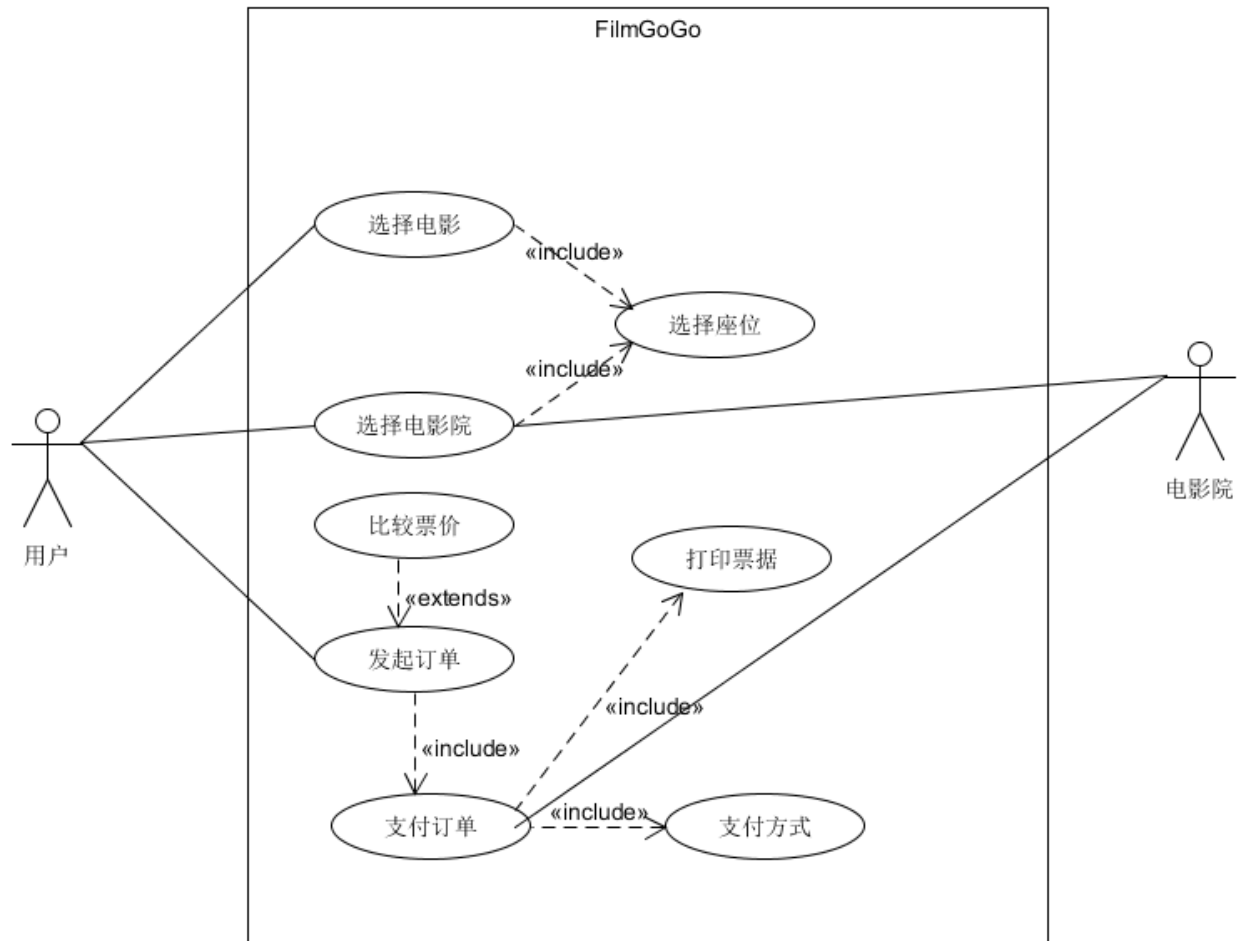 FilmGoGo
选择电影
«include»
选择座位
«include»
选择电影院
电影院
用户
比较票价
打印票据
«extends»
发起订单
«include»
«include»
支付订单
«include»
支付方式